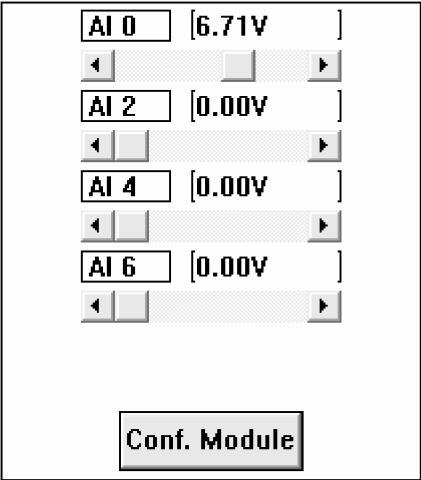 AI 0 [6.71V ]
AI 2 [0.00V ]
AI 4 [0.00V ]
AI 6 [0.00V ]
Conf. Module